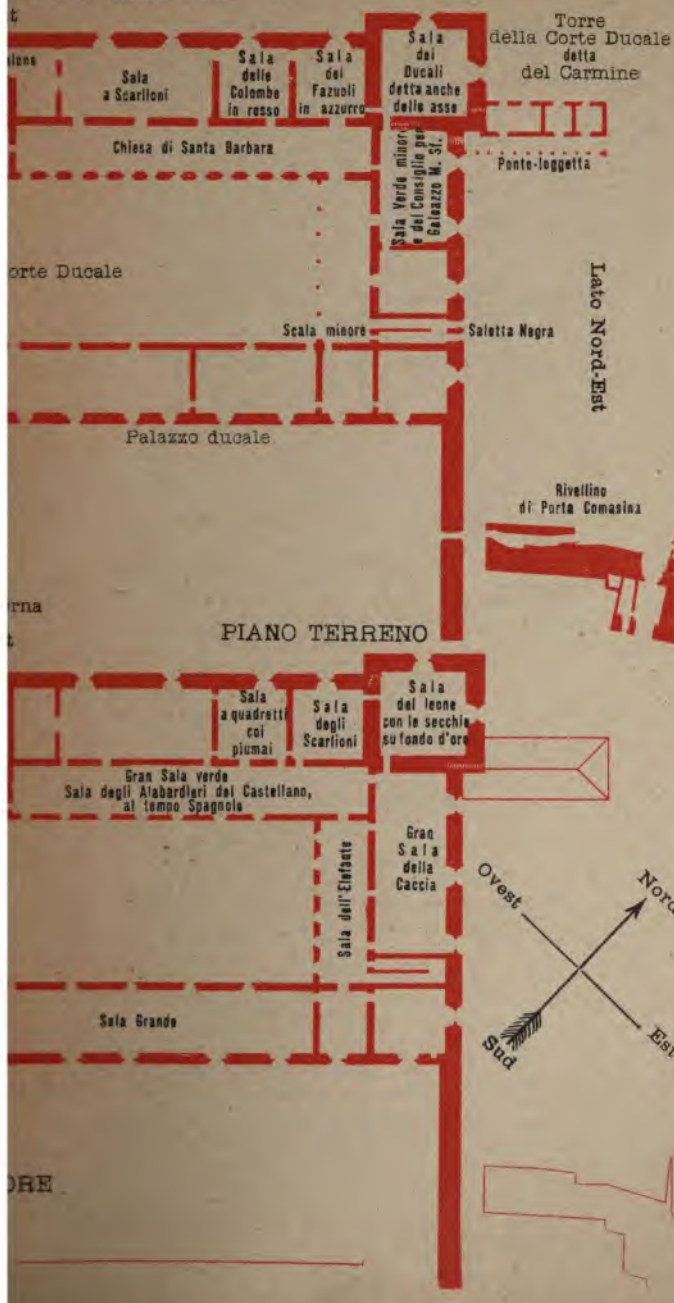 t
Torre
della Corte Ducale
detta
del Carmine
Sala
a Scarlioni
Sala
delle
Colombe
in rosso
Sala
dei
Fazuoli
in azzurro
Sala
dei
Ducali
detta anche
delle asse
Chiesa di Santa Barbara
Sala Verde minore
e del Consiglio per
Galeazzo M. Sf.
Ponte-loggetta
orte Ducale
Lato Nord-Est
Scala minore
Saletta Negra
Palazzo ducale
Rivellino
di Porta Comasina
erna
t
PIANO TERRENO
Sala
a quadretti
coi
piumai
Sala
degli
Scarlioni
Sala
del leone
con le secchie
su fondo d'oro
Gran Sala verde
Sala degli Alabardieri del Castellano,
al tempo Spagnolo
Sala dell'Elefante
Gran
Sala
della
Caccia
Ovest
Nord
Sud
Est
Sala Grande
ORE